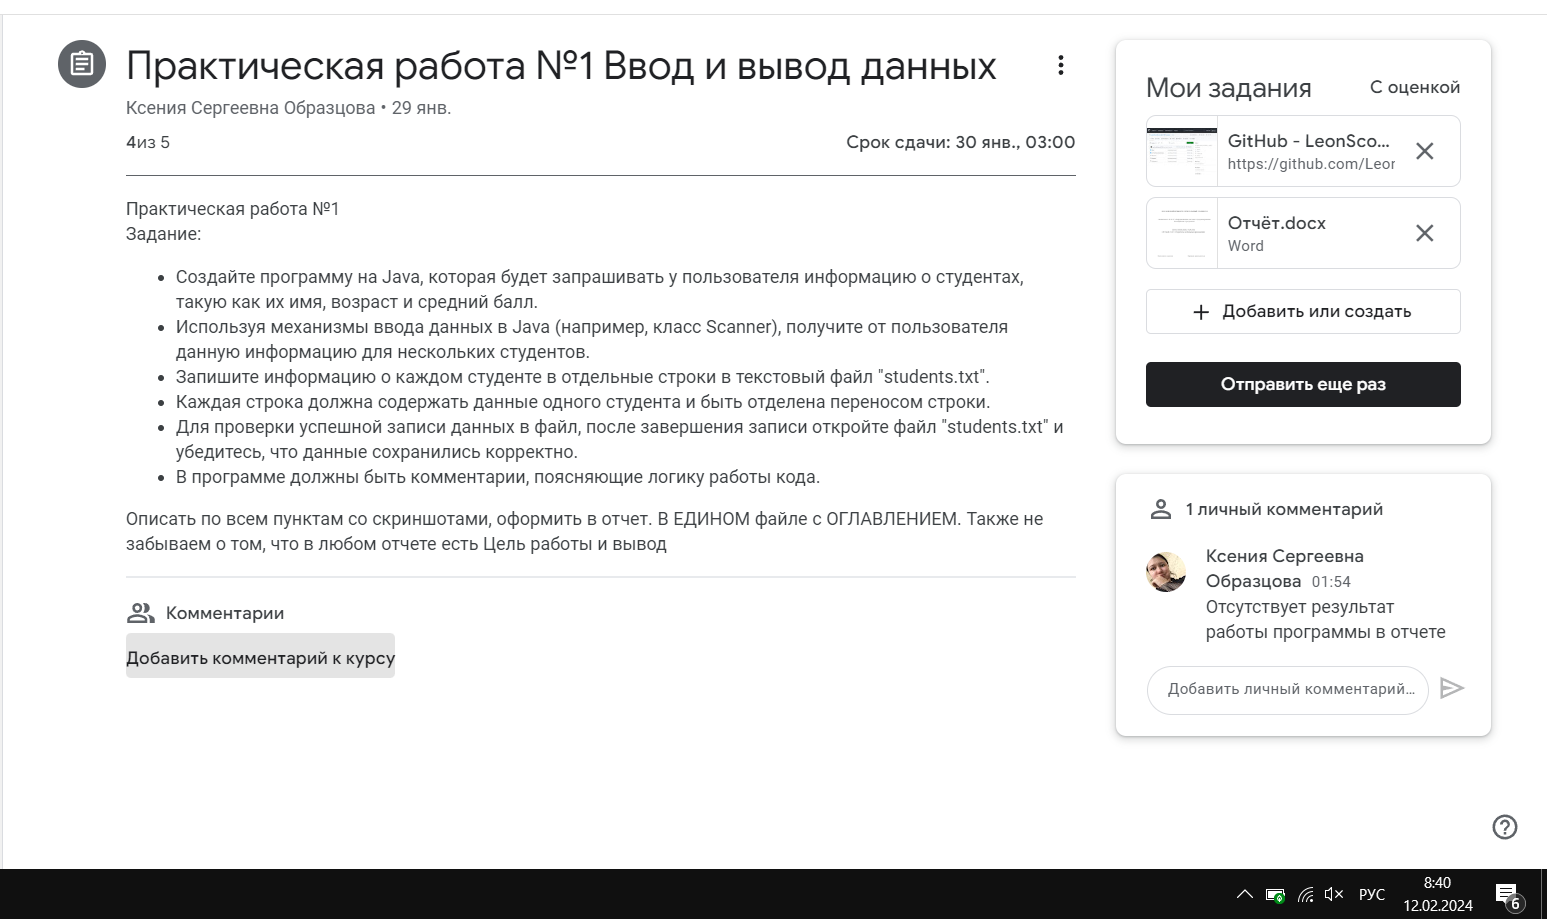 Практическая работа №1 Ввод и вывод данных
Ксения Сергеевна Образцова • 29 янв.
4из 5
Срок сдачи: 30 янв., 03:00
Практическая работа №1
Задание:
• Создайте программу на Java, которая будет запрашивать у пользователя информацию о студентах,
такую как их имя, возраст и средний балл.
• Используя механизмы ввода данных в Java (например, класс Scanner), получите от пользователя
данную информацию для нескольких студентов.
• Запишите информацию о каждом студенте в отдельные строки в текстовый файл "students.txt".
• Каждая строка должна содержать данные одного студента и быть отделена переносом строки.
• Для проверки успешной записи данных в файл, после завершения записи откройте файл "students.txt" и
убедитесь, что данные сохранились корректно.
• В программе должны быть комментарии, поясняющие логику работы кода.
Описать по всем пунктам со скриншотами, оформить в отчет. В ЕДИНОМ файле с ОГЛАВЛЕНИЕМ. Также не
забываем о том, что в любом отчете есть Цель работы и вывод
Комментарии
Добавить комментарий к курсу
Мои задания
С оценкой
GitHub - LeonSco...
https://github.com/Leor
Отчёт.docx
Word
Добавить или создать
Отправить еще раз
1 личный комментарий
Ксения Сергеевна
Образцова 01:54
Отсутствует результат
работы программы в отчете
Добавить личный комментарий...
РУС
8:40
12.02.2024
6